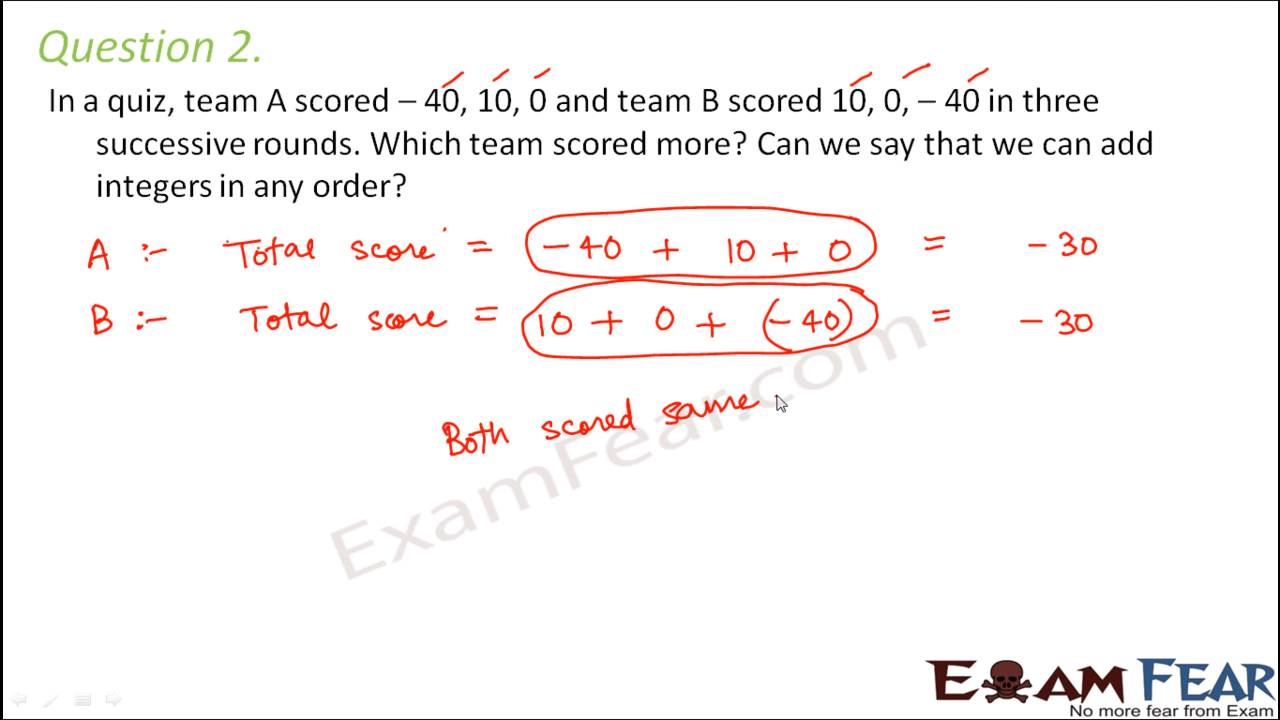 Question 2.
In a quiz, team A scored – 40, 10, 0 and team B scored 10, 0, – 40 in three
successive rounds. Which team scored more? Can we say that we can add
integers in any order?
A :- Total score = -40 + 10 + 0 = -30
B :- Total score = 10 + 0 + (-40) = -30
Both scored same
ExamFear.com
EXAM FEAR
No more fear from Exam